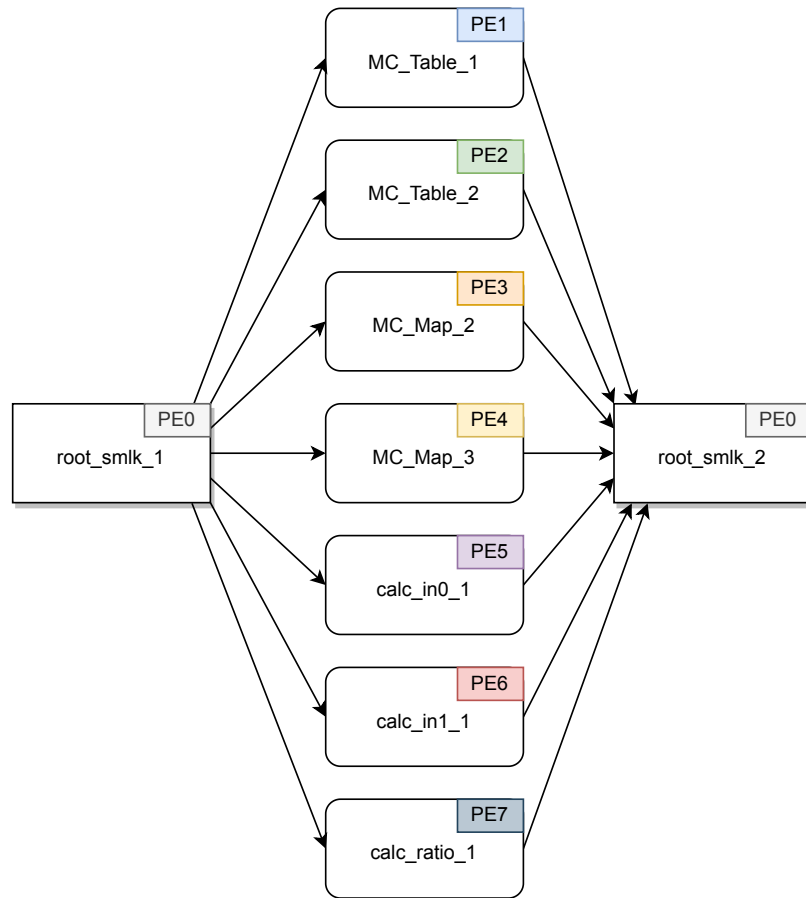 PE1
MC_Table_1
PE2
MC_Table_2
PE3
MC_Map_2
PE0
root_smlk_1
PE4
MC_Map_3
PE0
root_smlk_2
PE5
calc_in0_1
PE6
calc_in1_1
PE7
calc_ratio_1